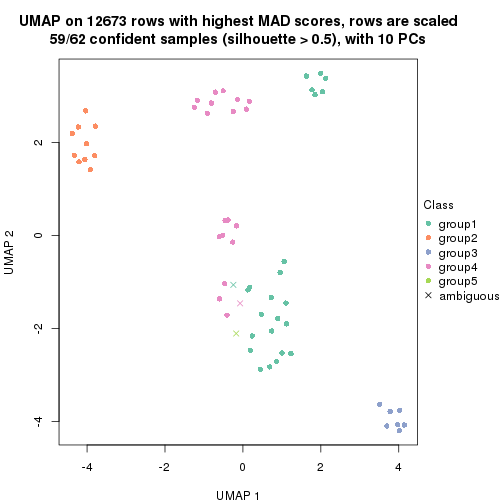 UMAP on 12673 rows with highest MAD scores, rows are scaled
59/62 confident samples (silhouette > 0.5), with 10 PCs
2
0
-2
-4
UMAP 2
-4
-2
0
2
4
UMAP 1
Class
group1
group2
group3
group4
group5
ambiguous